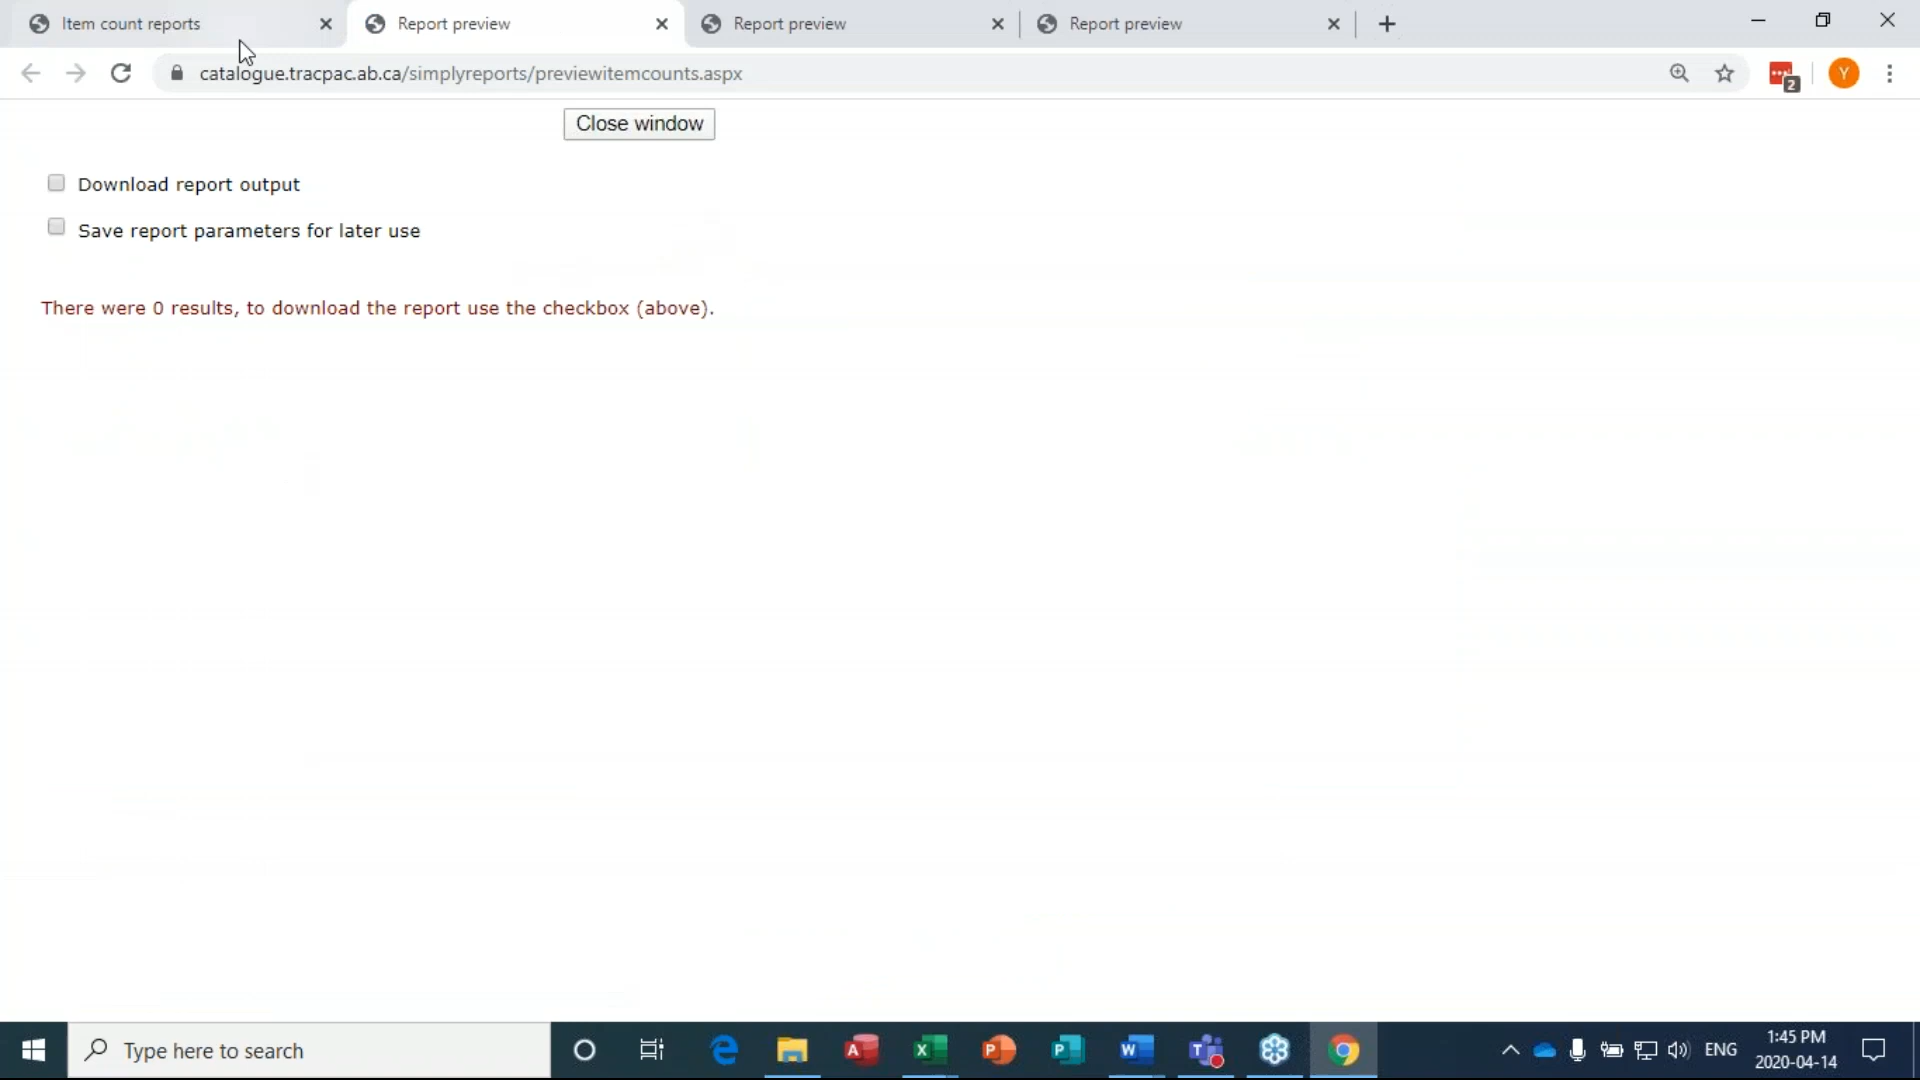 Item count reports
Report preview
Report preview
Report preview
catalogue.tracpac.ab.ca/simplyreports/previewitemcounts.aspx
2
Y
Close window
Download report output
Save report parameters for later use
There were 0 results, to download the report use the checkbox (above).
Type here to search
ENG
1:45 PM
2020-04-14